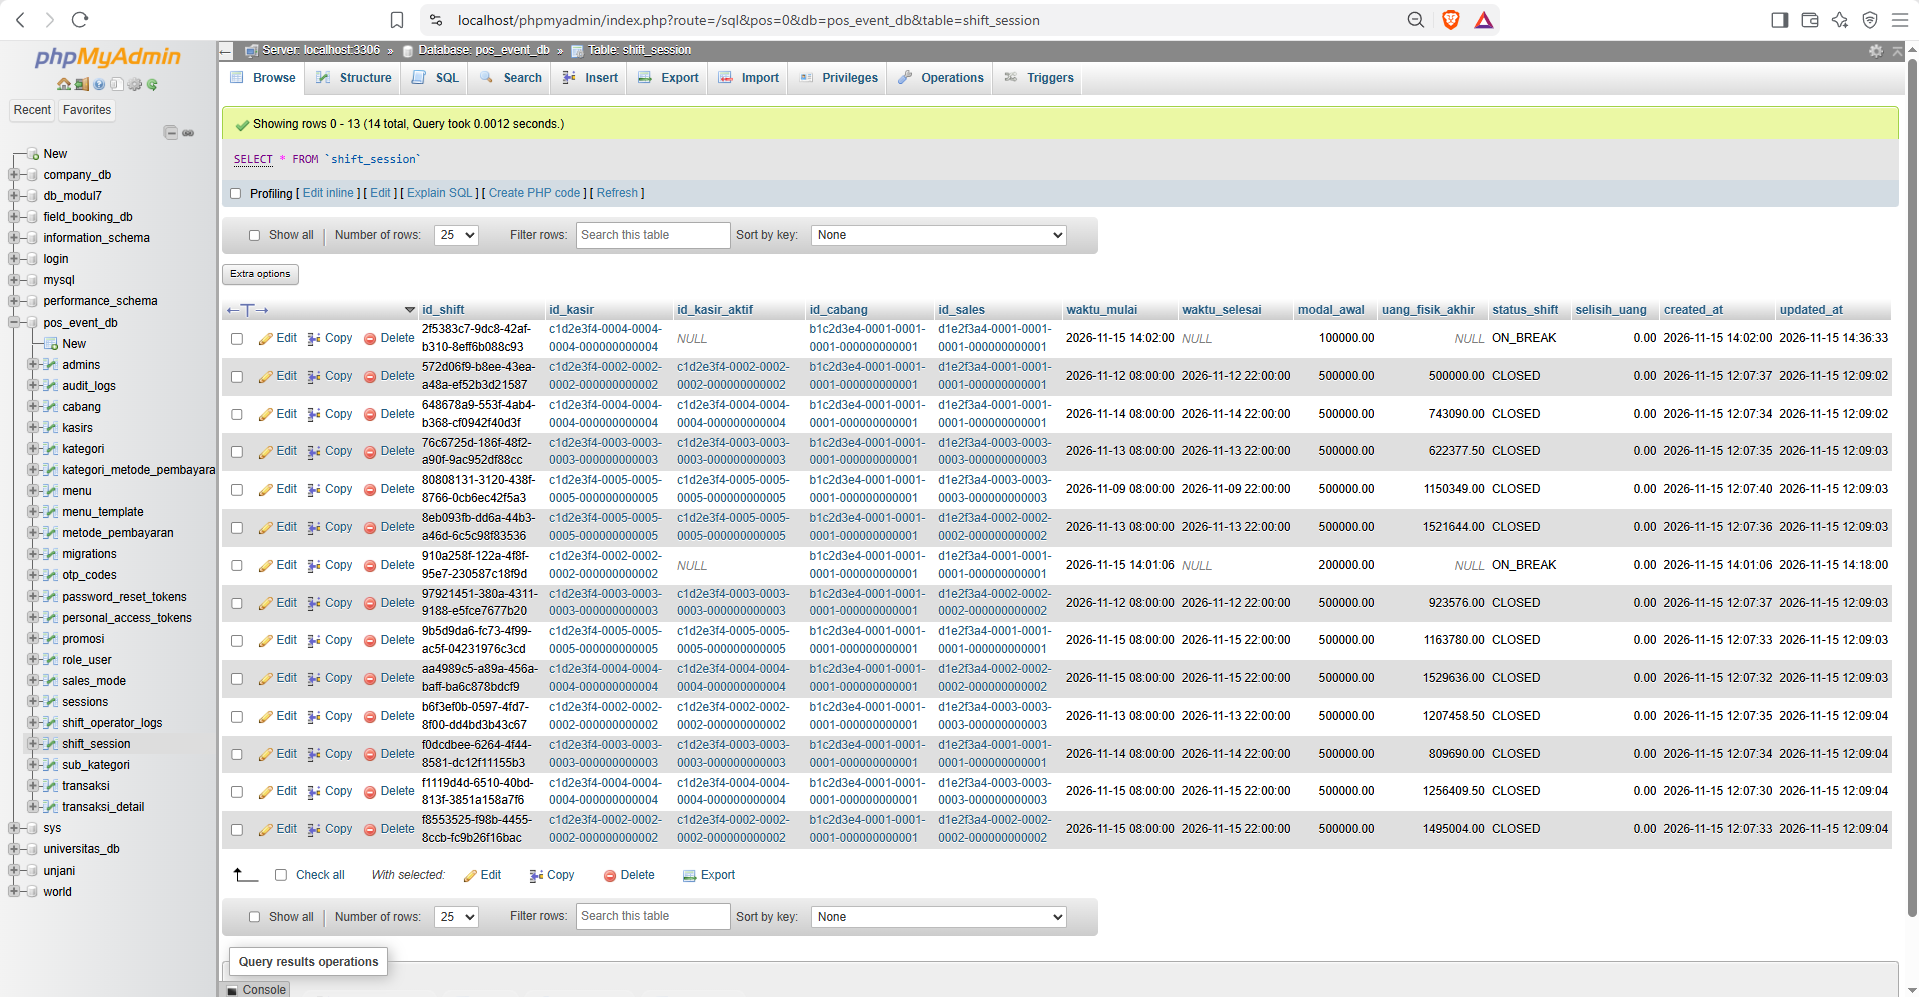 localhost/phpmyadmin/index.php?route=/sql&pos=0&db=pos_event_db&table=shift_session
phpMyAdmin
Recent Favorites
New
company_db
db_modul7
field_booking_db
information_schema
login
mysql
performance_schema
pos_event_db
New
admins
audit_logs
cabang
kasirs
kategori
kategori_metode_pembayara
menu
menu_template
metode_pembayaran
migrations
otp_codes
password_reset_tokens
personal_access_tokens
promosi
role_user
sales_mode
sessions
shift_operator_logs
shift_session
sub_kategori
transaksi
transaksi_detail
sys
universitas_db
unjani
world
Server: localhost:3306 » Database: pos_event_db » Table: shift_session
Browse Structure SQL Search Insert Export Import Privileges Operations Triggers
Showing rows 0 - 13 (14 total, Query took 0.0012 seconds.)
SELECT * FROM `shift_session`
Profiling [ Edit inline ] [ Edit ] [ Explain SQL ] [ Create PHP code ] [ Refresh ]
Show all | Number of rows: 25 Filter rows: Search this table Sort by key: None
Extra options
←T→ id_shift id_kasir id_kasir_aktif id_cabang id_sales waktu_mulai waktu_selesai modal_awal uang_fisik_akhir status_shift selisih_uang created_at updated_at
Edit Copy Delete 2f5383c7-9dc8-42af-b310-8eff6b088c93 c1d2e3f4-0004-0004-0004-000000000004 NULL b1c2d3e4-0001-0001-0001-000000000001 d1e2f3a4-0001-0001-0001-000000000001 2026-11-15 14:02:00 NULL 100000.00 NULL ON_BREAK 0.00 2026-11-15 14:02:00 2026-11-15 14:36:33
Edit Copy Delete 572d06f9-b8ee-43ea-a48a-ef52b3d21587 c1d2e3f4-0002-0002-0002-000000000002 c1d2e3f4-0002-0002-0002-000000000002 b1c2d3e4-0001-0001-0001-000000000001 d1e2f3a4-0001-0001-0001-000000000001 2026-11-12 08:00:00 2026-11-12 22:00:00 500000.00 500000.00 CLOSED 0.00 2026-11-15 12:07:37 2026-11-15 12:09:02
Edit Copy Delete 648678a9-553f-4ab4-b368-cf0942f40d3f c1d2e3f4-0004-0004-0004-000000000004 c1d2e3f4-0004-0004-0004-000000000004 b1c2d3e4-0001-0001-0001-000000000001 d1e2f3a4-0001-0001-0001-000000000001 2026-11-14 08:00:00 2026-11-14 22:00:00 500000.00 743090.00 CLOSED 0.00 2026-11-15 12:07:34 2026-11-15 12:09:02
Edit Copy Delete 76c6725d-186f-48f2-a90f-9ac952df88cc c1d2e3f4-0003-0003-0003-000000000003 c1d2e3f4-0003-0003-0003-000000000003 b1c2d3e4-0001-0001-0001-000000000001 d1e2f3a4-0003-0003-0003-000000000003 2026-11-13 08:00:00 2026-11-13 22:00:00 500000.00 622377.50 CLOSED 0.00 2026-11-15 12:07:35 2026-11-15 12:09:03
Edit Copy Delete 80808131-3120-438f-8766-0cb6ec42f5a3 c1d2e3f4-0005-0005-0005-000000000005 c1d2e3f4-0005-0005-0005-000000000005 b1c2d3e4-0001-0001-0001-000000000001 d1e2f3a4-0003-0003-0003-000000000003 2026-11-09 08:00:00 2026-11-09 22:00:00 500000.00 1150349.00 CLOSED 0.00 2026-11-15 12:07:40 2026-11-15 12:09:03
Edit Copy Delete 8eb093fb-dd6a-44b3-a46d-6c5c98f83536 c1d2e3f4-0005-0005-0005-000000000005 c1d2e3f4-0005-0005-0005-000000000005 b1c2d3e4-0001-0001-0001-000000000001 d1e2f3a4-0002-0002-0002-000000000002 2026-11-13 08:00:00 2026-11-13 22:00:00 500000.00 1521644.00 CLOSED 0.00 2026-11-15 12:07:36 2026-11-15 12:09:03
Edit Copy Delete 910a258f-122a-4f8f-95e7-230587c18f9d c1d2e3f4-0002-0002-0002-000000000002 NULL b1c2d3e4-0001-0001-0001-000000000001 d1e2f3a4-0001-0001-0001-000000000001 2026-11-15 14:01:06 NULL 200000.00 NULL ON_BREAK 0.00 2026-11-15 14:01:06 2026-11-15 14:18:00
Edit Copy Delete 97921451-380a-4311-9188-e5fce7677b20 c1d2e3f4-0003-0003-0003-000000000003 c1d2e3f4-0003-0003-0003-000000000003 b1c2d3e4-0001-0001-0001-000000000001 d1e2f3a4-0002-0002-0002-000000000002 2026-11-12 08:00:00 2026-11-12 22:00:00 500000.00 923576.00 CLOSED 0.00 2026-11-15 12:07:37 2026-11-15 12:09:03
Edit Copy Delete 9b5d9da6-fc73-4f99-ac5f-04231976c3cd c1d2e3f4-0005-0005-0005-000000000005 c1d2e3f4-0005-0005-0005-000000000005 b1c2d3e4-0001-0001-0001-000000000001 d1e2f3a4-0001-0001-0001-000000000001 2026-11-15 08:00:00 2026-11-15 22:00:00 500000.00 1163780.00 CLOSED 0.00 2026-11-15 12:07:33 2026-11-15 12:09:03
Edit Copy Delete aa4989c5-a89a-456a-baff-ba6c878bdcf9 c1d2e3f4-0004-0004-0004-000000000004 c1d2e3f4-0004-0004-0004-000000000004 b1c2d3e4-0001-0001-0001-000000000001 d1e2f3a4-0002-0002-0002-000000000002 2026-11-15 08:00:00 2026-11-15 22:00:00 500000.00 1529636.00 CLOSED 0.00 2026-11-15 12:07:32 2026-11-15 12:09:03
Edit Copy Delete b6f3ef0b-0597-4fd7-8f00-dd4bd3b43c67 c1d2e3f4-0002-0002-0002-000000000002 c1d2e3f4-0002-0002-0002-000000000002 b1c2d3e4-0001-0001-0001-000000000001 d1e2f3a4-0003-0003-0003-000000000003 2026-11-13 08:00:00 2026-11-13 22:00:00 500000.00 1207458.50 CLOSED 0.00 2026-11-15 12:07:35 2026-11-15 12:09:04
Edit Copy Delete f0dcdbee-6264-4f44-8581-dc12f11155b3 c1d2e3f4-0003-0003-0003-000000000003 c1d2e3f4-0003-0003-0003-000000000003 b1c2d3e4-0001-0001-0001-000000000001 d1e2f3a4-0001-0001-0001-000000000001 2026-11-14 08:00:00 2026-11-14 22:00:00 500000.00 809690.00 CLOSED 0.00 2026-11-15 12:07:34 2026-11-15 12:09:04
Edit Copy Delete f1119d4d-6510-40bd-813f-3851a158a7f6 c1d2e3f4-0004-0004-0004-000000000004 c1d2e3f4-0004-0004-0004-000000000004 b1c2d3e4-0001-0001-0001-000000000001 d1e2f3a4-0003-0003-0003-000000000003 2026-11-15 08:00:00 2026-11-15 22:00:00 500000.00 1256409.50 CLOSED 0.00 2026-11-15 12:07:30 2026-11-15 12:09:04
Edit Copy Delete f8553525-f98b-4455-8ccb-fc9b26f16bac c1d2e3f4-0002-0002-0002-000000000002 c1d2e3f4-0002-0002-0002-000000000002 b1c2d3e4-0001-0001-0001-000000000001 d1e2f3a4-0002-0002-0002-000000000002 2026-11-15 08:00:00 2026-11-15 22:00:00 500000.00 1495004.00 CLOSED 0.00 2026-11-15 12:07:33 2026-11-15 12:09:04
Check all With selected: Edit Copy Delete Export
Show all | Number of rows: 25 Filter rows: Search this table Sort by key: None
Query results operations
Console